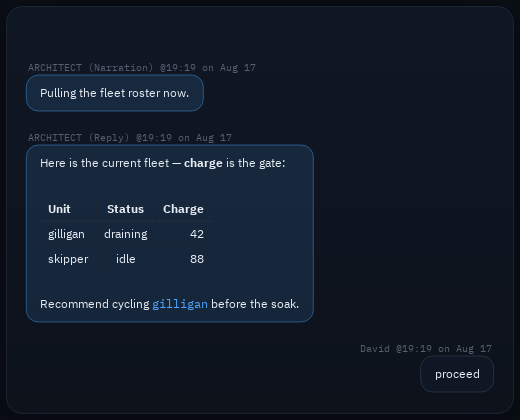 ARCHITECT (Narration) @19:19 on Aug 17
Pulling the fleet roster now.
ARCHITECT (Reply) @19:19 on Aug 17
Here is the current fleet — charge is the gate:
Unit Status Charge
gilligan draining 42
skipper idle 88
Recommend cycling gilligan before the soak.
David @19:19 on Aug 17
proceed